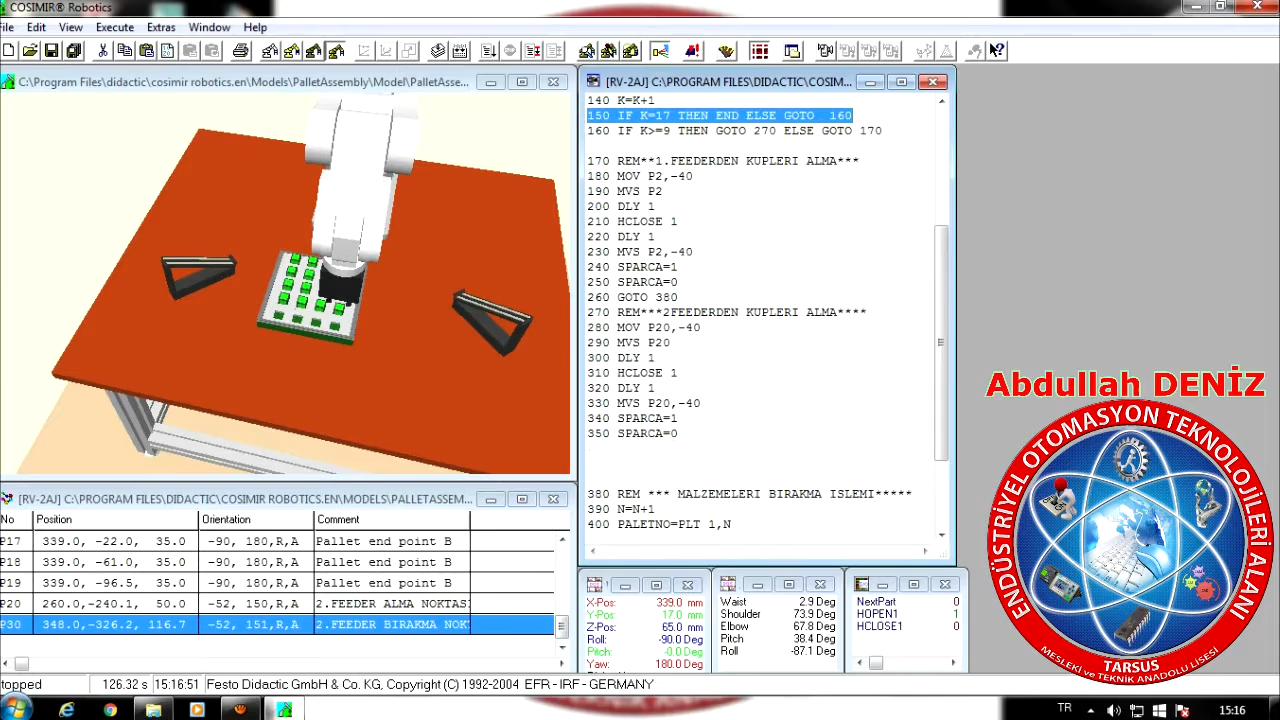 COSIMIR® Robotics
File Edit View Execute Extras Window Help
C:\Program Files\didactic\cosimir robotics.en\Models\PalletAssembly\Model\PalletAsse...
[RV-2AJ] C:\PROGRAM FILES\DIDACTIC\COSIM...
140 K=K+1
150 IF K=17 THEN END ELSE GOTO  160
160 IF K>=9 THEN GOTO 270 ELSE GOTO 170
170 REM**1.FEEDERDEN KUPLERI ALMA***
180 MOV P2,-40
190 MVS P2
200 DLY 1
210 HCLOSE 1
220 DLY 1
230 MVS P2,-40
240 SPARCA=1
250 SPARCA=0
260 GOTO 380
270 REM***2FEEDERDEN KUPLERI ALMA****
280 MOV P20,-40
290 MVS P20
300 DLY 1
310 HCLOSE 1
320 DLY 1
330 MVS P20,-40
340 SPARCA=1
350 SPARCA=0
380 REM *** MALZEMELERI BIRAKMA ISLEMI*****
390 N=N+1
400 PALETNO=PLT 1,N
[RV-2AJ] C:\PROGRAM FILES\DIDACTIC\COSIMIR ROBOTICS.EN\MODELS\PALLETASSEM...
No Position Orientation Comment
P17 339.0, -22.0, 35.0 -90, 180,R,A Pallet end point B
P18 339.0, -61.0, 35.0 -90, 180,R,A Pallet end point B
P19 339.0, -96.5, 35.0 -90, 180,R,A Pallet end point B
P20 260.0,-240.1, 50.0 -52, 150,R,A 2.FEEDER ALMA NOKTAS
P30 348.0,-326.2, 116.7 -52, 151,R,A 2.FEEDER BIRAKMA NOK
X-Pos: 339.0 mm
Y-Pos: 17.0 mm
Z-Pos: 65.0 mm
Roll: -90.0 Deg
Pitch: -0.0 Deg
Yaw: 180.0 Deg
Waist 2.9 Deg
Shoulder 73.9 Deg
Elbow 67.8 Deg
Pitch 38.4 Deg
Roll -87.1 Deg
NextPart 0
HOPEN1 1
HCLOSE1 0
topped 126.32 s 15:16:51 Festo Didactic GmbH & Co. KG, Copyright (C) 1992-2004 EFR - IRF - GERMANY
Abdullah DENİZ
ENDÜSTRİYEL OTOMASYON TEKNOLOJİLERİ ALANI
TARSUS
MESLEKİ ve TEKNİK ANADOLU LİSESİ
TR 15:16